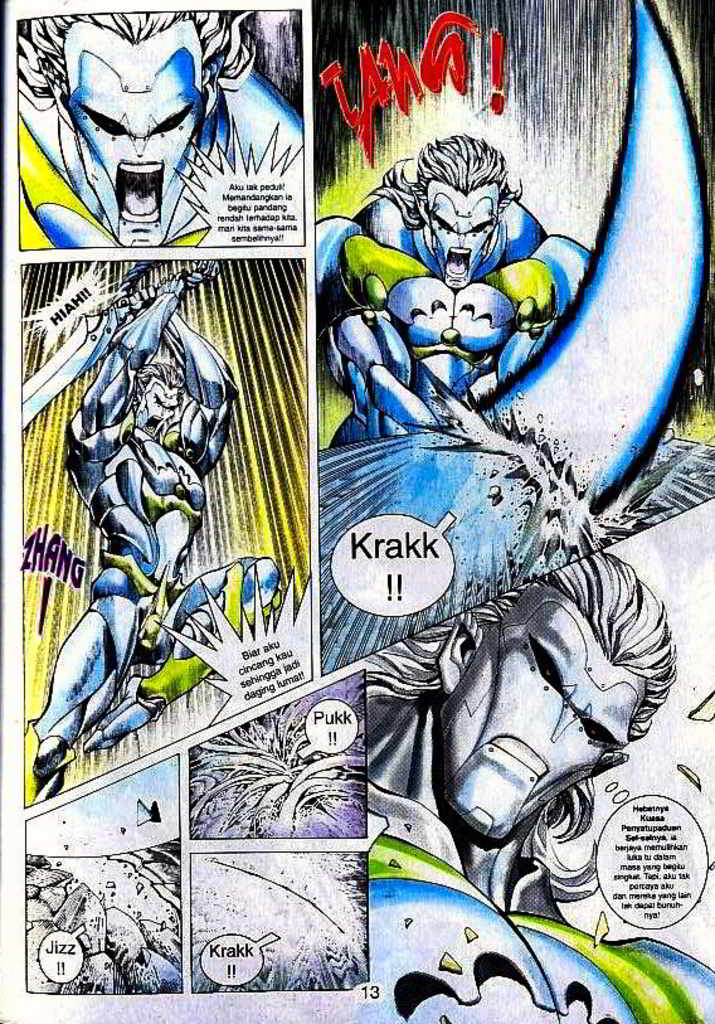 Aku tak peduli!
Memandangkan ia
begitu pandang
rendah terhadap kita,
mari kita sama-sama
sembelihnya!!
TANG!
HIAH!!
ZHANG!
Biar aku
cincang kau
sehingga jadi
daging lumat!
Krakk
!!
Pukk
!!
Jizz
!!
Krakk
!!
Hebatnya
Kuasa
Penyatupaduan
Sel-selnya, ia
berjaya memulihkan
luka tu dalam
masa yang begitu
singkat. Tapi, aku tak
percaya aku
dan mereka yang lain
tak dapat bunuh-
nya!
13